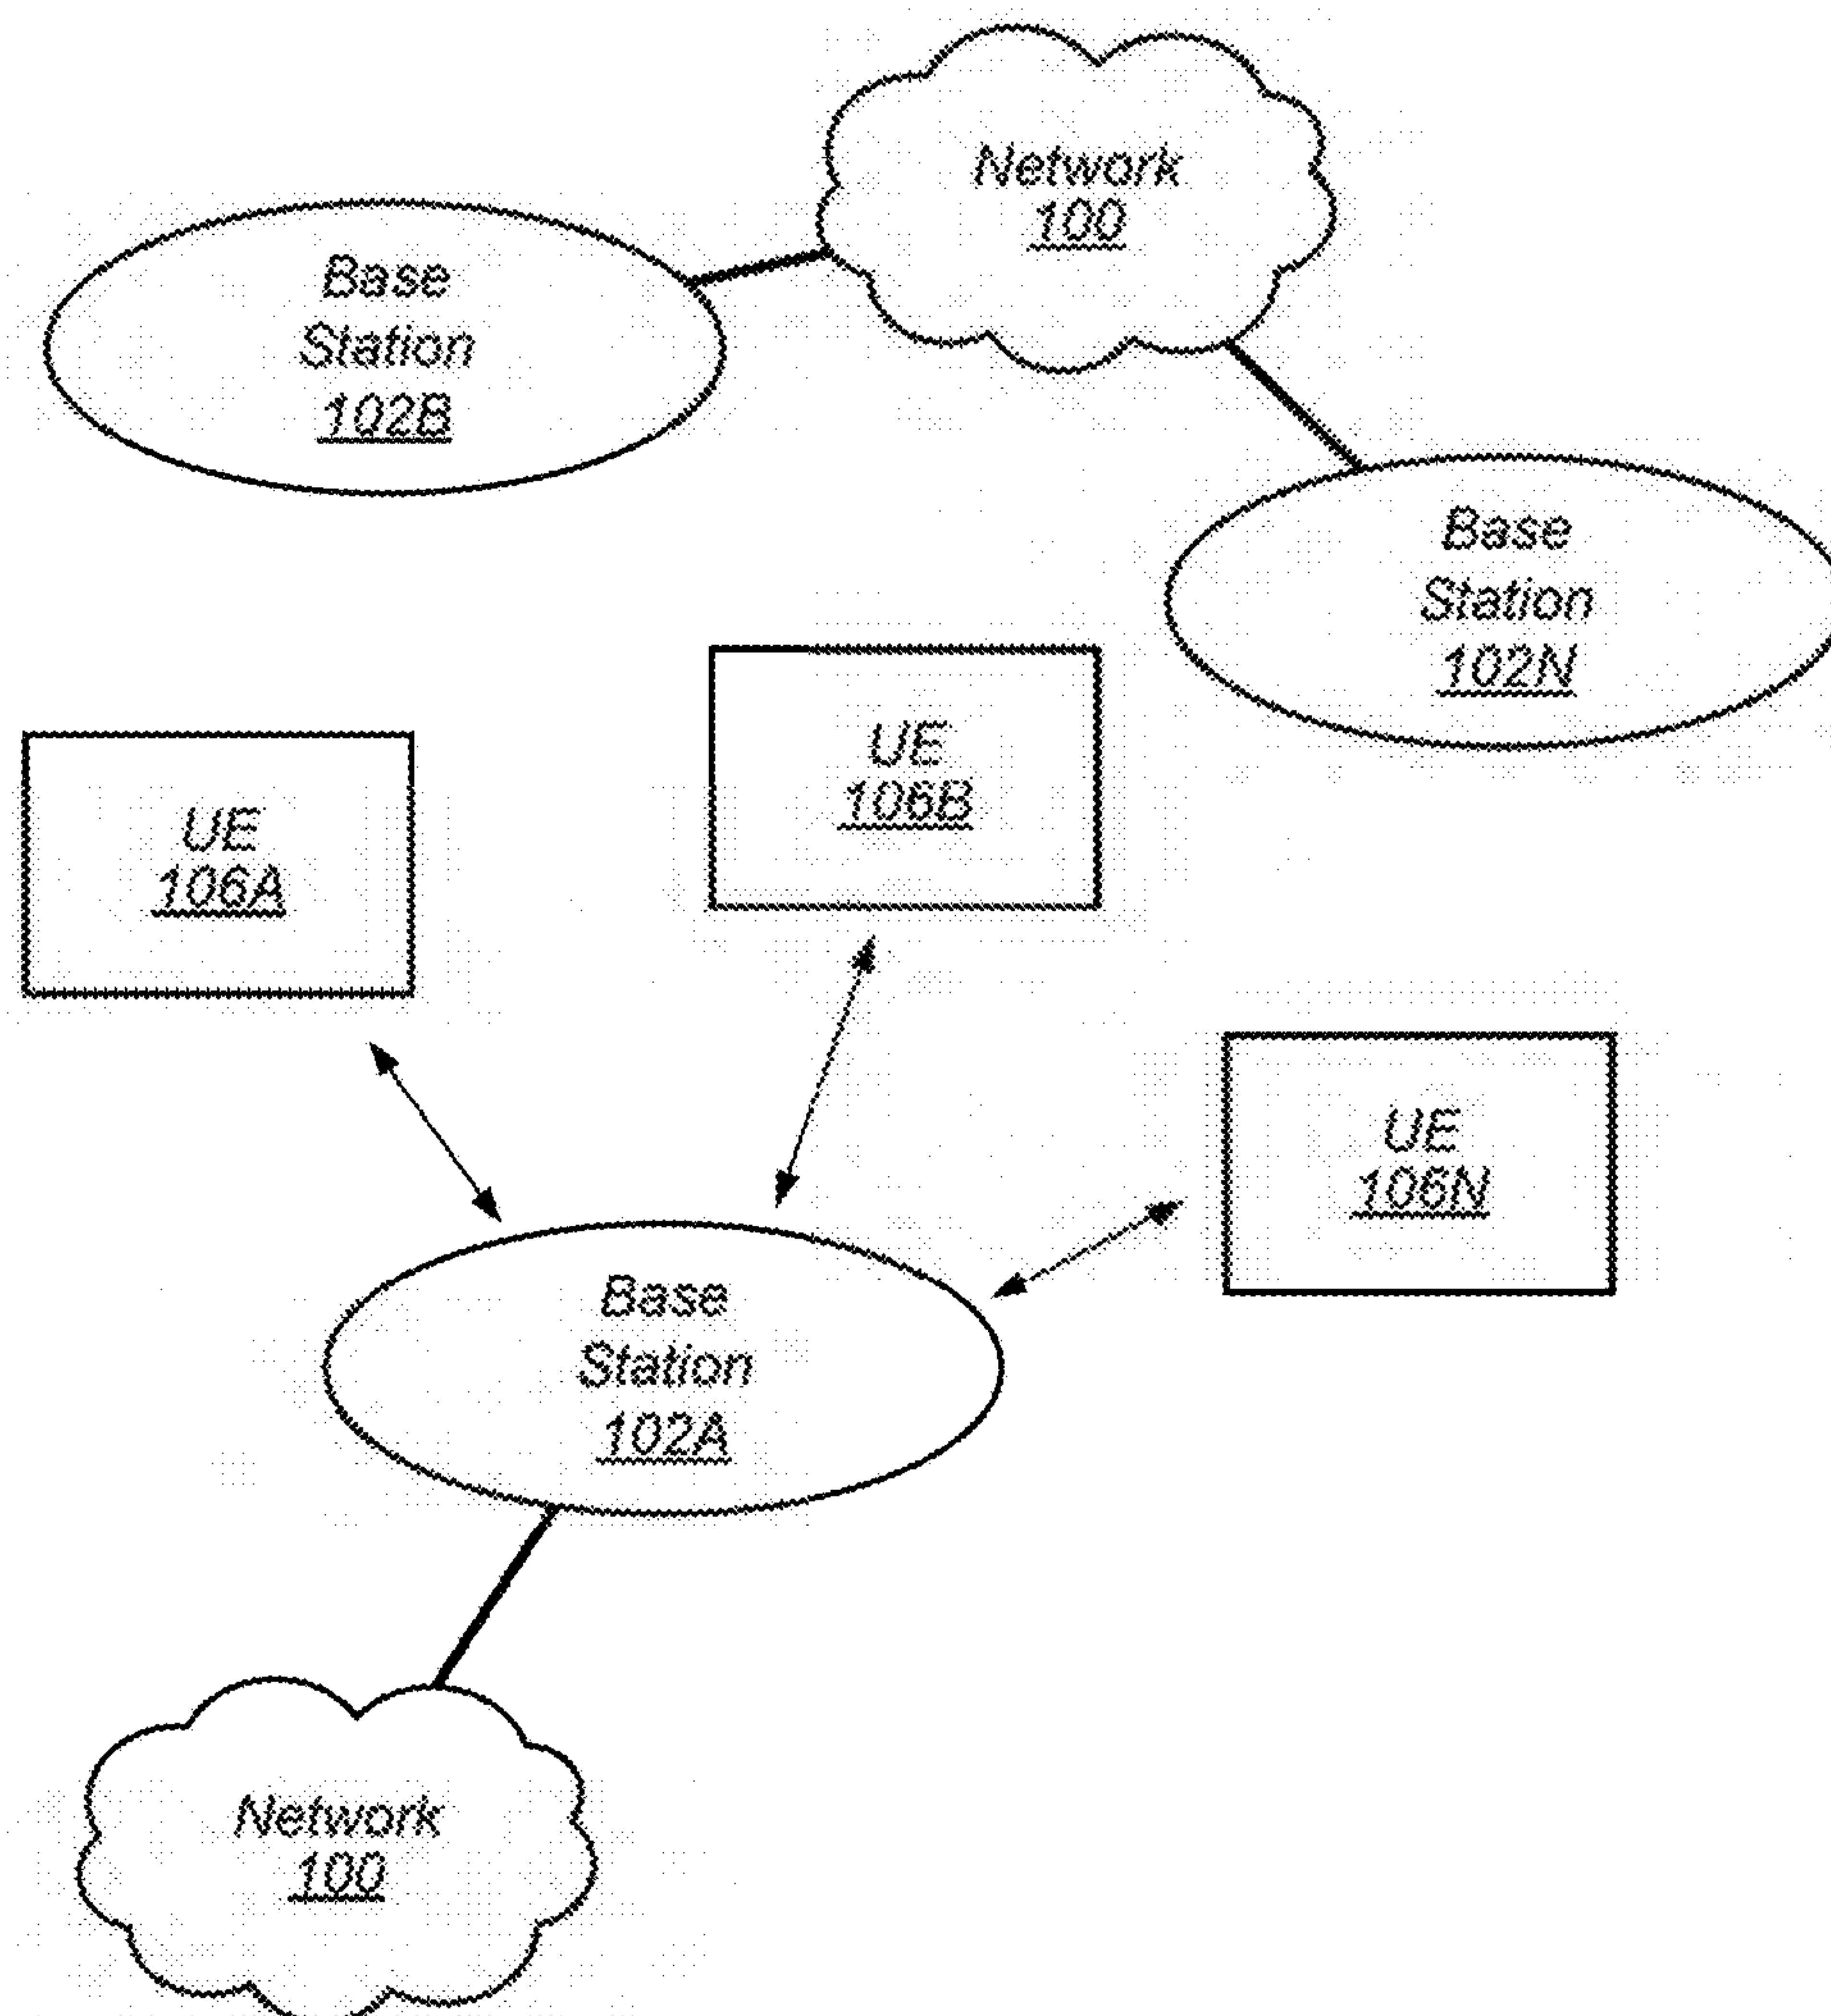 Network
100
Base
Station
102B
Base
Station
102N
UE
106B
UE
106A
UE
106N
Base
Station
102A
Network
100